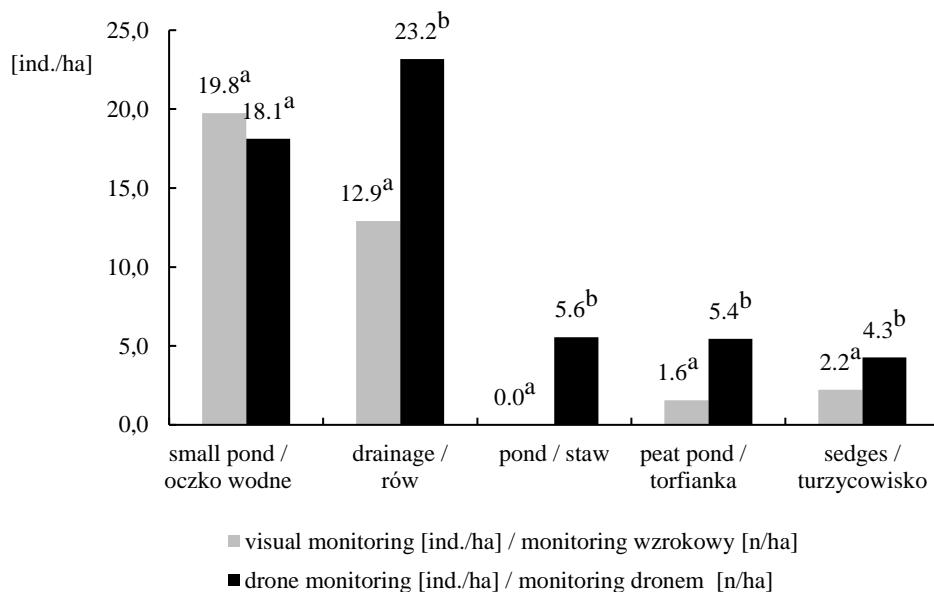 25,0
20,0
15,0
10,0
5,0
0,0
[ind./ha]
19.8a
18.1a
12.9a
23.2b
0.0a
5.6b
1.6a
5.4b
2.2a
4.3b
small pond /
oczko wodne
drainage /
rów
pond / staw
peat pond /
torfianka
sedges /
turzycowisko
visual monitoring [ind./ha] / monitoring wzrokowy [n/ha]
drone monitoring [ind./ha] / monitoring dronem [n/ha]